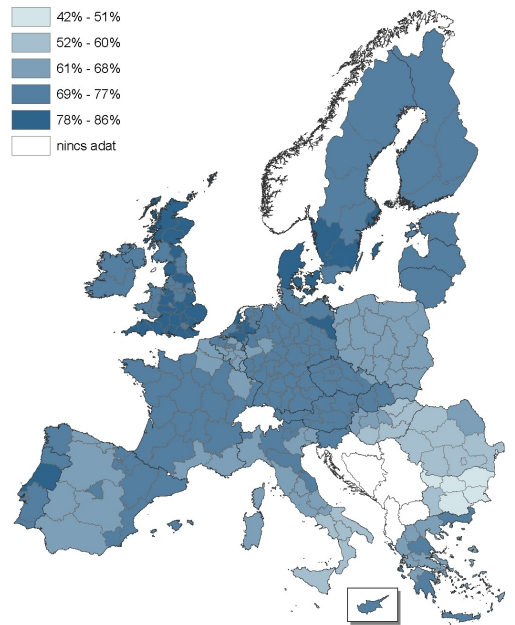 42% - 51%
52% - 60%
61% - 68%
69% - 77%
78% - 86%
nincs adat